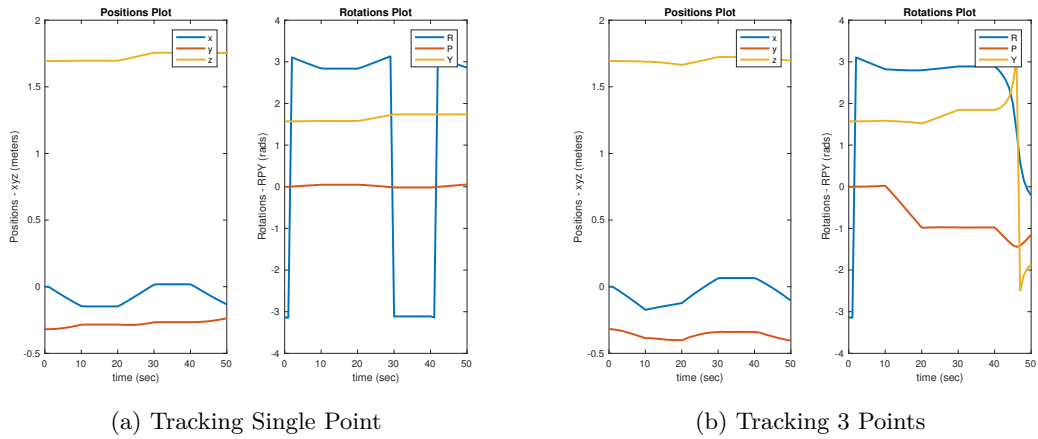 Positions Plot
x
y
z
2
1.5
1
0.5
0
-0.5
Positions - xyz (meters)
0 10 20 30 40 50
time (sec)
Rotations Plot
R
P
Y
4
3
2
1
0
-1
-2
-3
-4
Rotations - RPY (rads)
0 10 20 30 40 50
time (sec)
(a) Tracking Single Point
Positions Plot
x
y
z
2
1.5
1
0.5
0
-0.5
Positions - xyz (meters)
0 10 20 30 40 50
time (sec)
Rotations Plot
R
P
Y
4
3
2
1
0
-1
-2
-3
-4
Rotations - RPY (rads)
0 10 20 30 40 50
time (sec)
(b) Tracking 3 Points